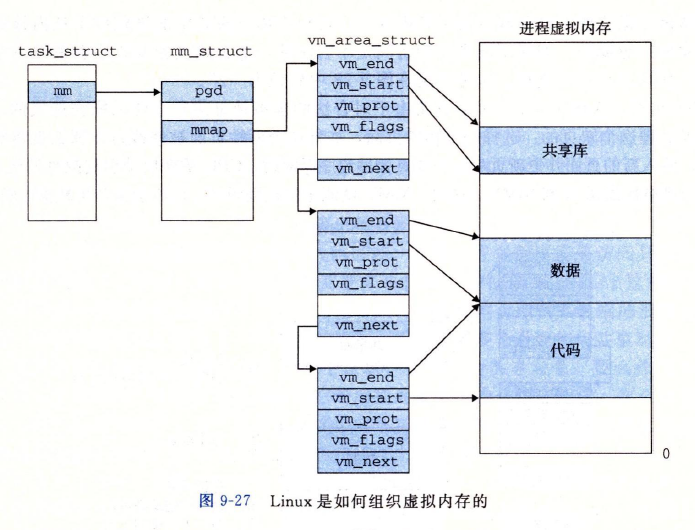 进程虚拟内存
task_struct
mm_struct
vm_area_struct
mm
pgd
mmap
vm_end
vm_start
vm_prot
vm_flags
vm_next
vm_end
vm_start
vm_prot
vm_flags
vm_next
vm_end
vm_start
vm_prot
vm_flags
vm_next
共享库
数据
代码
0
图 9-27 Linux 是如何组织虚拟内存的